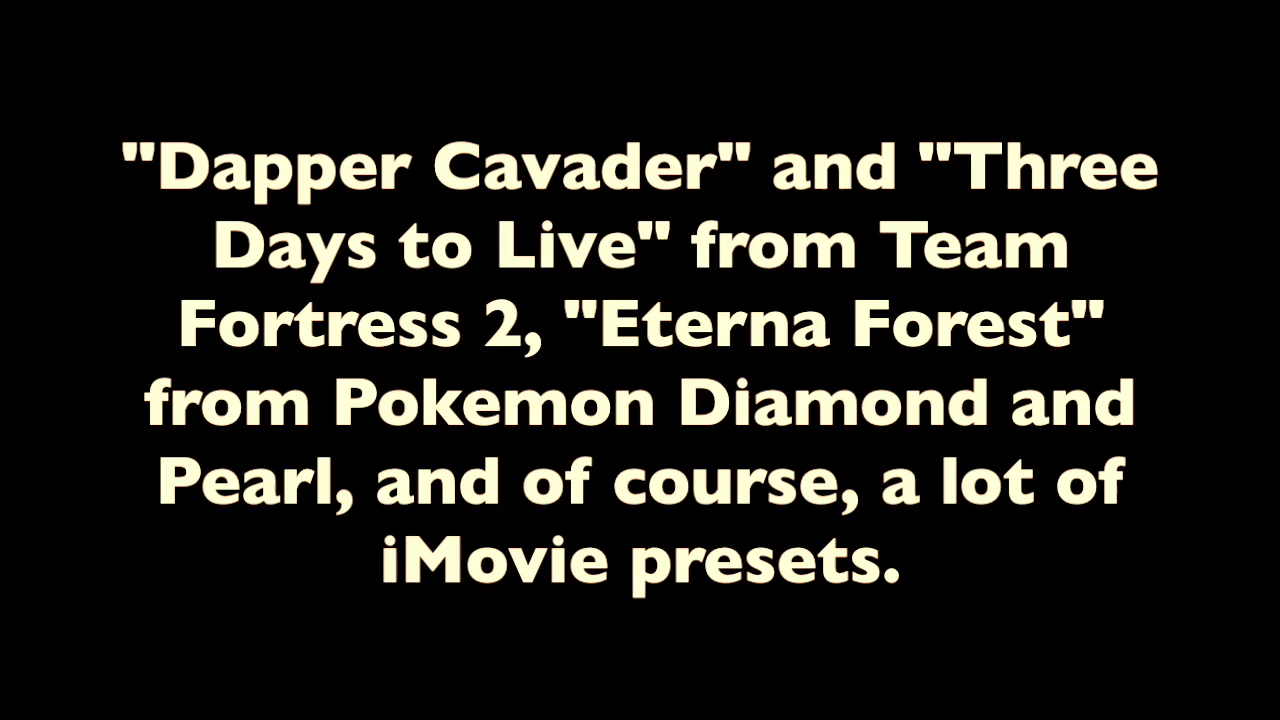 "Dapper Cavader" and "Three
Days to Live" from Team
Fortress 2, "Eterna Forest"
from Pokemon Diamond and
Pearl, and of course, a lot of
iMovie presets.